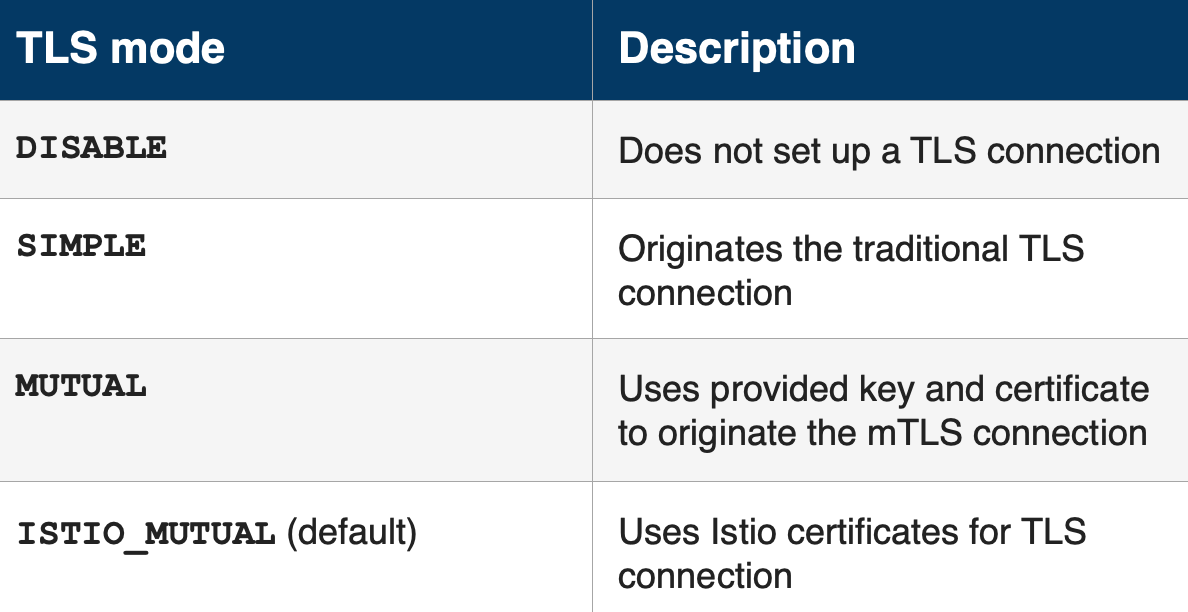 TLS mode
Description
DISABLE
Does not set up a TLS connection
SIMPLE
Originates the traditional TLS
connection
MUTUAL
Uses provided key and certificate
to originate the mTLS connection
ISTIO_MUTUAL (default)
Uses Istio certificates for TLS
connection